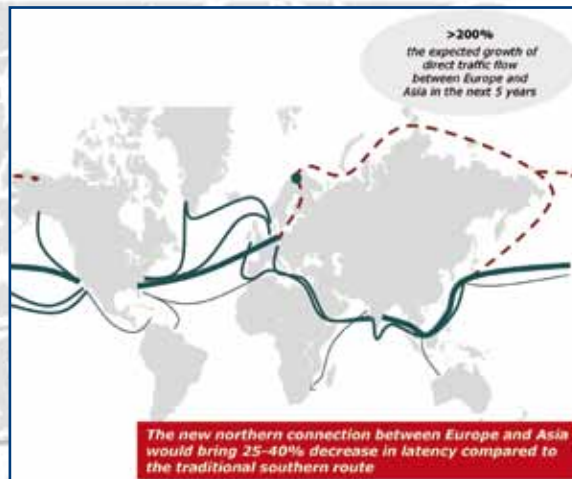 >200%
the expected growth of
direct traffic flow
between Europe and
Asia in the next 5 years
The new northern connection between Europe and Asia
would bring 25-40% decrease in latency compared to
the traditional southern route